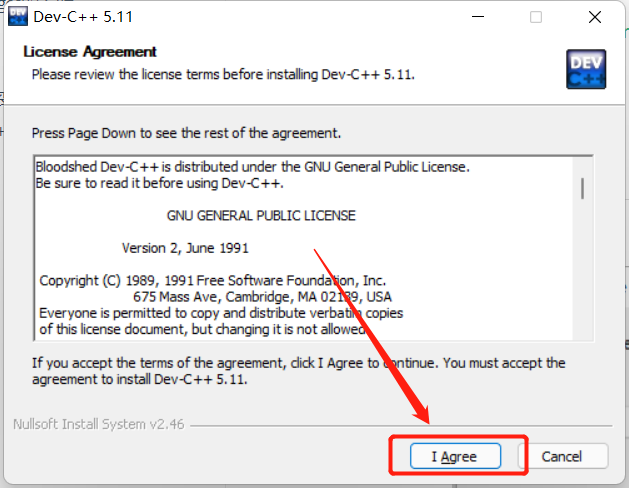 Dev-C++ 5.11
License Agreement
Please review the license terms before installing Dev-C++ 5.11.
DEV
C++
Press Page Down to see the rest of the agreement.
Bloodshed Dev-C++ is distributed under the GNU General Public License.
Be sure to read it before using Dev-C++.
GNU GENERAL PUBLIC LICENSE
Version 2, June 1991
Copyright (C) 1989, 1991 Free Software Foundation, Inc.
675 Mass Ave, Cambridge, MA 02139, USA
Everyone is permitted to copy and distribute verbatim copies
of this license document, but changing it is not allowed
If you accept the terms of the agreement, click I Agree to continue. You must accept the
agreement to install Dev-C++ 5.11.
Nullsoft Install System v2.46
I Agree
Cancel